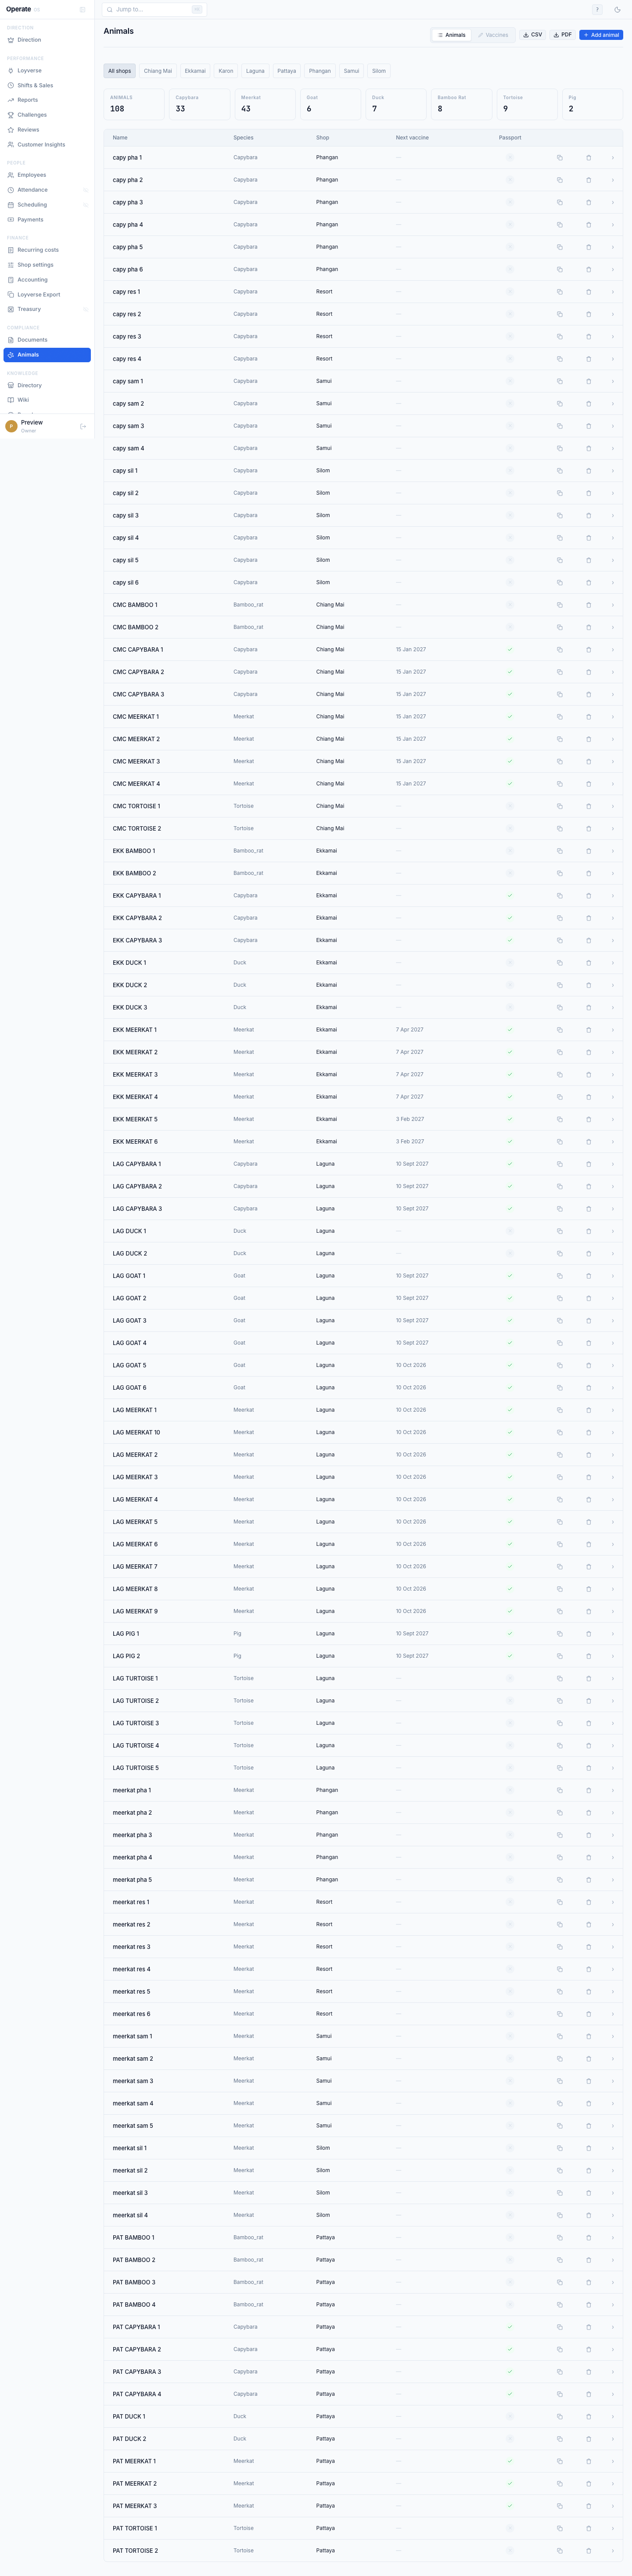 Operate
Jump to...
DIRECTION
Direction
PERFORMANCE
Loyverse
Shifts & Sales
Reports
Challenges
Reviews
Customer Insights
PEOPLE
Employees
Attendance
Scheduling
Payments
FINANCE
Recurring costs
Shop settings
Accounting
Loyverse Export
Treasury
COMPLIANCE
Documents
Animals
KNOWLEDGE
Directory
Wiki
P
Preview
Owner
Animals
Animals Vaccines CSV PDF + Add animal
All shops Chiang Mai Ekkamai Karon Laguna Pattaya Phangan Samui Silom
ANIMALS Capybara Meerkat Goat Duck Bamboo Rat Tortoise Pig
108 33 43 6 7 8 9 2
Name Species Shop Next vaccine Passport
capy pha 1 Capybara Phangan —
capy pha 2 Capybara Phangan —
capy pha 3 Capybara Phangan —
capy pha 4 Capybara Phangan —
capy pha 5 Capybara Phangan —
capy pha 6 Capybara Phangan —
capy res 1 Capybara Resort —
capy res 2 Capybara Resort —
capy res 3 Capybara Resort —
capy res 4 Capybara Resort —
capy sam 1 Capybara Samui —
capy sam 2 Capybara Samui —
capy sam 3 Capybara Samui —
capy sam 4 Capybara Samui —
capy sil 1 Capybara Silom —
capy sil 2 Capybara Silom —
capy sil 3 Capybara Silom —
capy sil 4 Capybara Silom —
capy sil 5 Capybara Silom —
capy sil 6 Capybara Silom —
CMC BAMBOO 1 Bamboo_rat Chiang Mai —
CMC BAMBOO 2 Bamboo_rat Chiang Mai —
CMC CAPYBARA 1 Capybara Chiang Mai 15 Jan 2027 ✓
CMC CAPYBARA 2 Capybara Chiang Mai 15 Jan 2027 ✓
CMC CAPYBARA 3 Capybara Chiang Mai 15 Jan 2027 ✓
CMC MEERKAT 1 Meerkat Chiang Mai 15 Jan 2027 ✓
CMC MEERKAT 2 Meerkat Chiang Mai 15 Jan 2027 ✓
CMC MEERKAT 3 Meerkat Chiang Mai 15 Jan 2027 ✓
CMC MEERKAT 4 Meerkat Chiang Mai 15 Jan 2027 ✓
CMC TORTOISE 1 Tortoise Chiang Mai —
CMC TORTOISE 2 Tortoise Chiang Mai —
EKK BAMBOO 1 Bamboo_rat Ekkamai —
EKK BAMBOO 2 Bamboo_rat Ekkamai —
EKK CAPYBARA 1 Capybara Ekkamai — ✓
EKK CAPYBARA 2 Capybara Ekkamai — ✓
EKK CAPYBARA 3 Capybara Ekkamai — ✓
EKK DUCK 1 Duck Ekkamai —
EKK DUCK 2 Duck Ekkamai —
EKK DUCK 3 Duck Ekkamai —
EKK MEERKAT 1 Meerkat Ekkamai 7 Apr 2027 ✓
EKK MEERKAT 2 Meerkat Ekkamai 7 Apr 2027 ✓
EKK MEERKAT 3 Meerkat Ekkamai 7 Apr 2027 ✓
EKK MEERKAT 4 Meerkat Ekkamai 7 Apr 2027 ✓
EKK MEERKAT 5 Meerkat Ekkamai 3 Feb 2027 ✓
EKK MEERKAT 6 Meerkat Ekkamai 3 Feb 2027 ✓
LAG CAPYBARA 1 Capybara Laguna 10 Sept 2027 ✓
LAG CAPYBARA 2 Capybara Laguna 10 Sept 2027 ✓
LAG CAPYBARA 3 Capybara Laguna 10 Sept 2027 ✓
LAG DUCK 1 Duck Laguna —
LAG DUCK 2 Duck Laguna —
LAG GOAT 1 Goat Laguna 10 Sept 2027 ✓
LAG GOAT 2 Goat Laguna 10 Sept 2027 ✓
LAG GOAT 3 Goat Laguna 10 Sept 2027 ✓
LAG GOAT 4 Goat Laguna 10 Sept 2027 ✓
LAG GOAT 5 Goat Laguna 10 Oct 2026 ✓
LAG GOAT 6 Goat Laguna 10 Oct 2026 ✓
LAG MEERKAT 1 Meerkat Laguna 10 Oct 2026 ✓
LAG MEERKAT 10 Meerkat Laguna 10 Oct 2026 ✓
LAG MEERKAT 2 Meerkat Laguna 10 Oct 2026 ✓
LAG MEERKAT 3 Meerkat Laguna 10 Oct 2026 ✓
LAG MEERKAT 4 Meerkat Laguna 10 Oct 2026 ✓
LAG MEERKAT 5 Meerkat Laguna 10 Oct 2026 ✓
LAG MEERKAT 6 Meerkat Laguna 10 Oct 2026 ✓
LAG MEERKAT 7 Meerkat Laguna 10 Oct 2026 ✓
LAG MEERKAT 8 Meerkat Laguna 10 Oct 2026 ✓
LAG MEERKAT 9 Meerkat Laguna 10 Oct 2026 ✓
LAG PIG 1 Pig Laguna 10 Sept 2027 ✓
LAG PIG 2 Pig Laguna 10 Sept 2027 ✓
LAG TURTOISE 1 Tortoise Laguna —
LAG TURTOISE 2 Tortoise Laguna —
LAG TURTOISE 3 Tortoise Laguna —
LAG TURTOISE 4 Tortoise Laguna —
LAG TURTOISE 5 Tortoise Laguna —
meerkat pha 1 Meerkat Phangan —
meerkat pha 2 Meerkat Phangan —
meerkat pha 3 Meerkat Phangan —
meerkat pha 4 Meerkat Phangan —
meerkat pha 5 Meerkat Phangan —
meerkat res 1 Meerkat Resort —
meerkat res 2 Meerkat Resort —
meerkat res 3 Meerkat Resort —
meerkat res 4 Meerkat Resort —
meerkat res 5 Meerkat Resort —
meerkat res 6 Meerkat Resort —
meerkat sam 1 Meerkat Samui —
meerkat sam 2 Meerkat Samui —
meerkat sam 3 Meerkat Samui —
meerkat sam 4 Meerkat Samui —
meerkat sam 5 Meerkat Samui —
meerkat sil 1 Meerkat Silom —
meerkat sil 2 Meerkat Silom —
meerkat sil 3 Meerkat Silom —
meerkat sil 4 Meerkat Silom —
PAT BAMBOO 1 Bamboo_rat Pattaya —
PAT BAMBOO 2 Bamboo_rat Pattaya —
PAT BAMBOO 3 Bamboo_rat Pattaya —
PAT BAMBOO 4 Bamboo_rat Pattaya —
PAT CAPYBARA 1 Capybara Pattaya — ✓
PAT CAPYBARA 2 Capybara Pattaya — ✓
PAT CAPYBARA 3 Capybara Pattaya — ✓
PAT CAPYBARA 4 Capybara Pattaya — ✓
PAT DUCK 1 Duck Pattaya —
PAT DUCK 2 Duck Pattaya —
PAT MEERKAT 1 Meerkat Pattaya — ✓
PAT MEERKAT 2 Meerkat Pattaya — ✓
PAT MEERKAT 3 Meerkat Pattaya — ✓
PAT TORTOISE 1 Tortoise Pattaya —
PAT TORTOISE 2 Tortoise Pattaya —